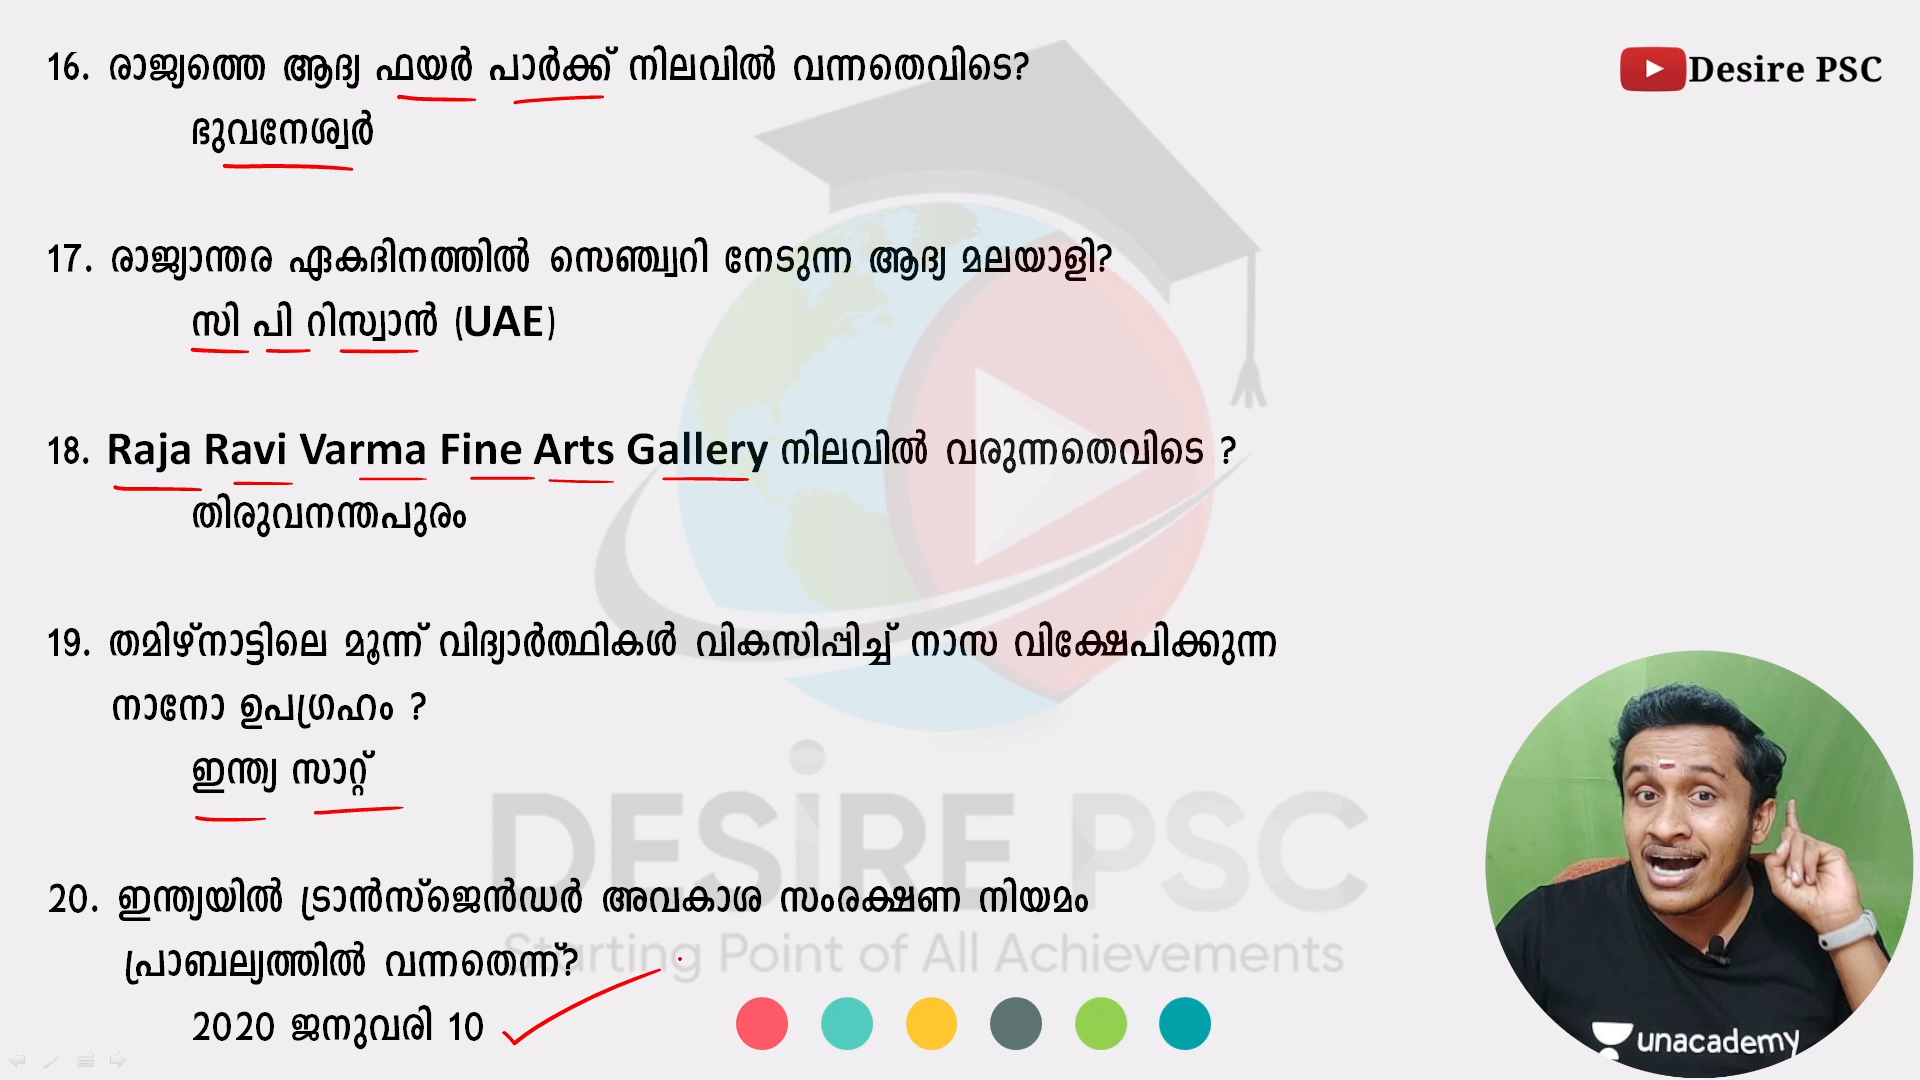 16. രാജ്യത്തെ ആദ്യ ഫയർ പാർക്ക് നിലവിൽ വന്നതെവിടെ?
Desire PSC
ഭുവനേശ്വർ
17. രാജ്യാന്തര ഏകദിനത്തിൽ സെഞ്ച്വറി നേടുന്ന ആദ്യ മലയാളി?
സി പി റിസ്വാൻ (UAE)
18. Raja Ravi Varma Fine Arts Gallery നിലവിൽ വരുന്നതെവിടെ ?
തിരുവനന്തപുരം
19. തമിഴ്നാട്ടിലെ മൂന്ന് വിദ്യാർത്ഥികൾ വികസിപ്പിച്ച് നാസ വിക്ഷേപിക്കുന്ന
നാനോ ഉപഗ്രഹം ?
ഇന്ത്യ സാറ്റ്
DESiRE PSC
20. ഇന്ത്യയിൽ ട്രാൻസ്ജെൻഡർ അവകാശ സംരക്ഷണ നിയമം
പ്രാബല്യത്തിൽ വന്നതെന്ന്?
Starting Point of All Achievements
2020 ജനുവരി 10
unacademy